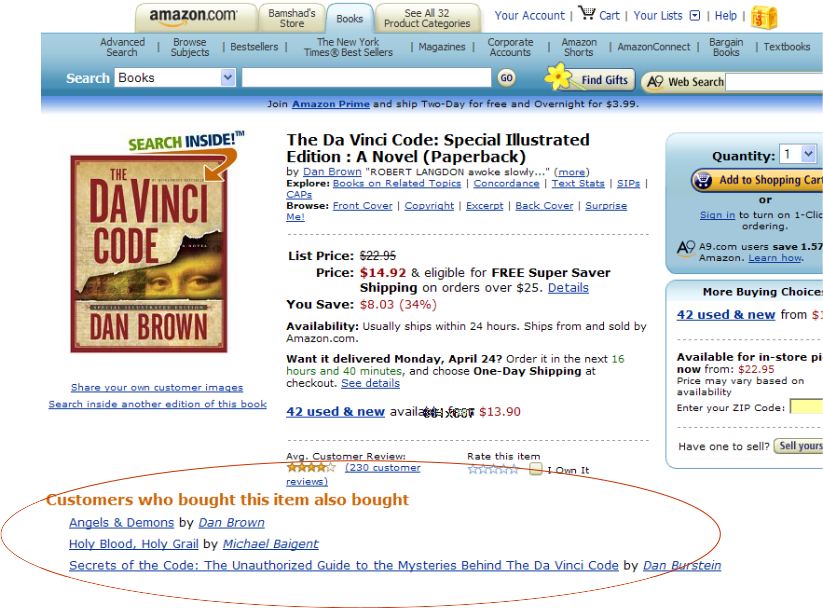 amazon.com
Bamshad's Store
Books
See All 32 Product Categories
Your Account | Cart | Your Lists | Help |
Advanced Search | Browse Subjects | Bestsellers | The New York Times® Best Sellers | Magazines | Corporate Accounts | Amazon Shorts | AmazonConnect | Bargain Books | Textbooks
Search Books GO Find Gifts A9 Web Search
Join Amazon Prime and ship Two-Day for free and Overnight for $3.99.
SEARCH INSIDE!™
THE
DA VINCI
CODE
A NOVEL
SPECIAL ILLUSTRATED EDITION
DAN BROWN
Share your own customer images
Search inside another edition of this book
The Da Vinci Code: Special Illustrated
Edition : A Novel (Paperback)
by Dan Brown "ROBERT LANGDON awoke slowly..." (more)
Explore: Books on Related Topics | Concordance | Text Stats | SIPs |
CAPs
Browse: Front Cover | Copyright | Excerpt | Back Cover | Surprise
Me!
List Price: $22.95
Price: $14.92 & eligible for FREE Super Saver
Shipping on orders over $25. Details
You Save: $8.03 (34%)
Availability: Usually ships within 24 hours. Ships from and sold by
Amazon.com.
Want it delivered Monday, April 24? Order it in the next 16
hours and 40 minutes, and choose One-Day Shipping at
checkout. See details
42 used & new available from $13.90
Avg. Customer Review:
(230 customer
reviews)
Rate this item
I Own It
Quantity: 1
Add to Shopping Cart
or
Sign in to turn on 1-Clic
ordering.
A9 A9.com users save 1.57
Amazon. Learn how.
More Buying Choices
42 used & new from $1
Available for in-store pic
now from: $22.95
Price may vary based on
availability
Enter your ZIP Code:
Have one to sell? Sell yours
Customers who bought this item also bought
Angels & Demons by Dan Brown
Holy Blood, Holy Grail by Michael Baigent
Secrets of the Code: The Unauthorized Guide to the Mysteries Behind The Da Vinci Code by Dan Burstein